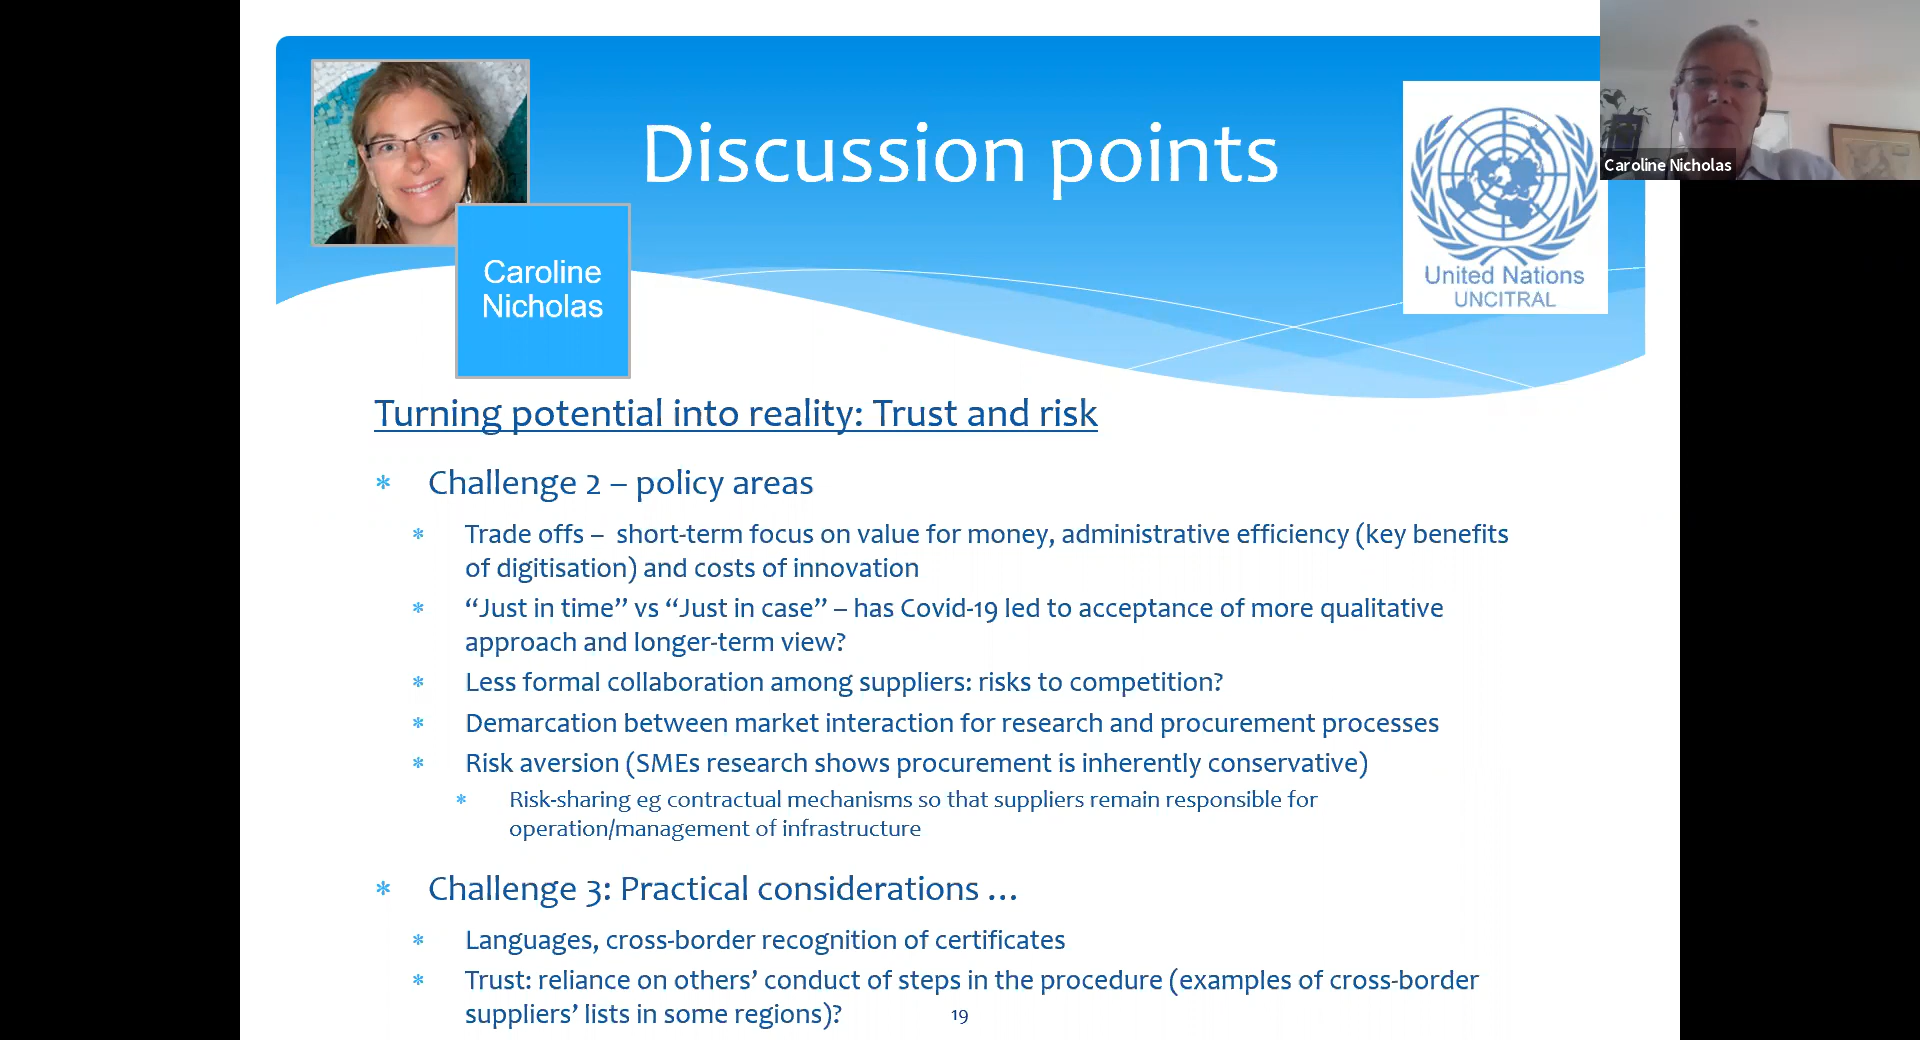 Discussion points
Caroline
Nicholas
United Nations
UNCITRAL
Caroline Nicholas
Turning potential into reality: Trust and risk
* Challenge 2 – policy areas
* Trade offs – short-term focus on value for money, administrative efficiency (key benefits
of digitisation) and costs of innovation
* “Just in time” vs “Just in case” – has Covid-19 led to acceptance of more qualitative
approach and longer-term view?
* Less formal collaboration among suppliers: risks to competition?
* Demarcation between market interaction for research and procurement processes
* Risk aversion (SMEs research shows procurement is inherently conservative)
* Risk-sharing eg contractual mechanisms so that suppliers remain responsible for
operation/management of infrastructure
* Challenge 3: Practical considerations …
* Languages, cross-border recognition of certificates
* Trust: reliance on others’ conduct of steps in the procedure (examples of cross-border
suppliers’ lists in some regions)?
19